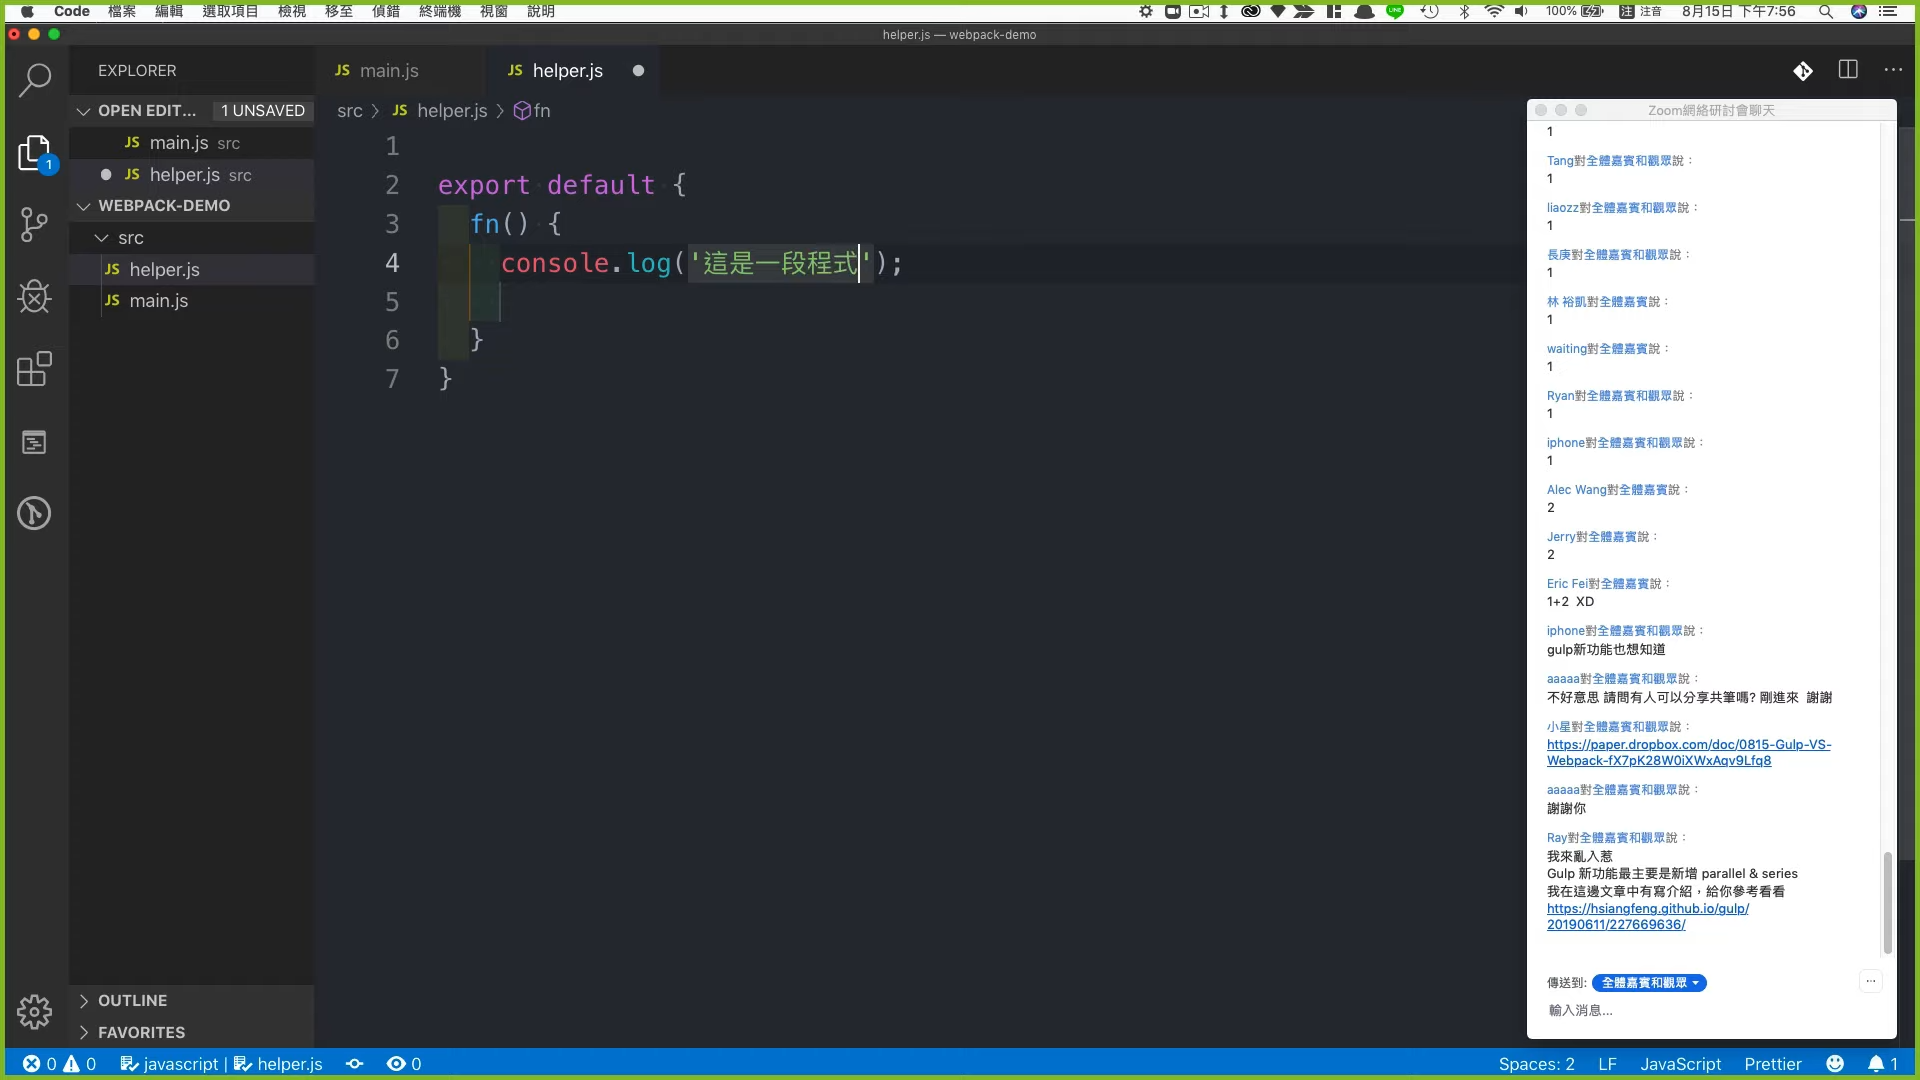 Code 檔案 編輯 選取項目 檢視 移至 偵錯 終端機 視窗 說明 100% 注 注音 8月15日 下午7:56
helper.js — webpack-demo
EXPLORER
OPEN EDIT... 1 UNSAVED
JS main.js src
JS helper.js src
WEBPACK-DEMO
src
JS helper.js
JS main.js
OUTLINE
FAVORITES
1
JS main.js
JS helper.js
src > JS helper.js > fn
1
2 export default {
3 fn() {
4 console.log('這是一段程式');
5
6 }
7 }
Zoom網絡研討會聊天
1
Tang對全體嘉賓和觀眾說：
1
liaozz對全體嘉賓和觀眾說：
1
長庚對全體嘉賓和觀眾說：
1
林 裕凱對全體嘉賓說：
1
waiting對全體嘉賓說：
1
Ryan對全體嘉賓和觀眾說：
1
iphone對全體嘉賓和觀眾說：
1
Alec Wang對全體嘉賓說：
2
Jerry對全體嘉賓說：
2
Eric Fei對全體嘉賓說：
1+2 XD
iphone對全體嘉賓和觀眾說：
gulp新功能也想知道
aaaaa對全體嘉賓和觀眾說：
不好意思 請問有人可以分享共筆嗎? 剛進來 謝謝
小星對全體嘉賓和觀眾說：
https://paper.dropbox.com/doc/0815-Gulp-VS-
Webpack-fX7pK28W0iXWxAqv9Lfq8
aaaaa對全體嘉賓和觀眾說：
謝謝你
Ray對全體嘉賓和觀眾說：
我來亂入惹
Gulp 新功能最主要是新增 parallel & series
我在這邊文章中有寫介紹，給你參考看看
https://hsiangfeng.github.io/gulp/
20190611/227669636/
傳送到: 全體嘉賓和觀眾
輸入消息...
0 0 javascript | helper.js 0 Spaces: 2 LF JavaScript Prettier 1